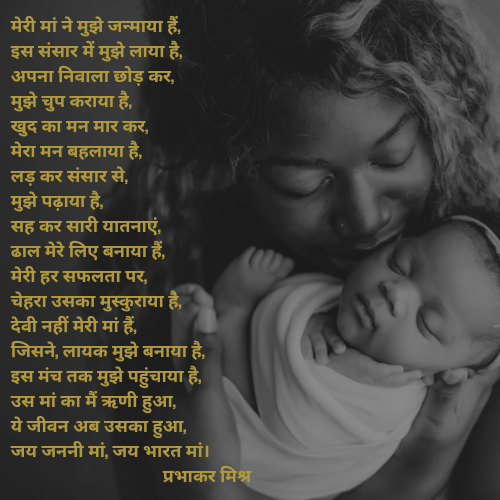 मेरी मां ने मुझे जन्माया हैं,
इस संसार में मुझे लाया है,
अपना निवाला छोड़ कर,
मुझे चुप कराया है,
खुद का मन मार कर,
मेरा मन बहलाया है,
लड़ कर संसार से,
मुझे पढ़ाया है,
सह कर सारी यातनाएं,
ढाल मेरे लिए बनाया हैं,
मेरी हर सफलता पर,
चेहरा उसका मुस्कुराया है,
देवी नहीं मेरी मां हैं,
जिसने, लायक मुझे बनाया है,
इस मंच तक मुझे पहुंचाया है,
उस मां का मैं ऋणी हुआ,
ये जीवन अब उसका हुआ,
जय जननी मां, जय भारत मां।
प्रभाकर मिश्र